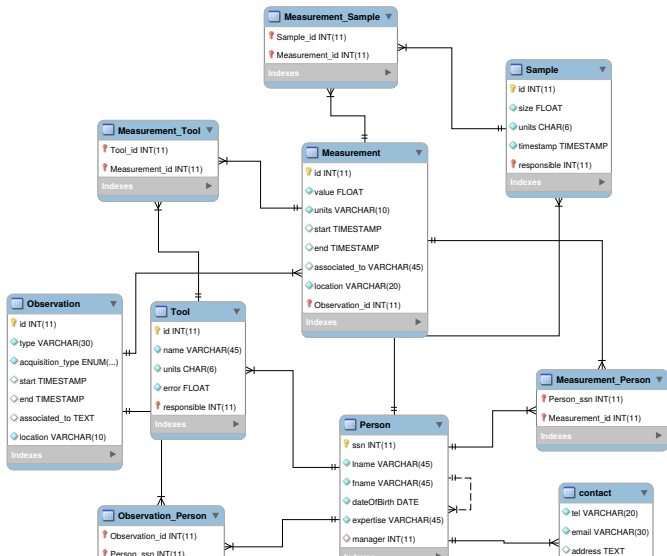 Measurement_Sample
Sample_id INT(11)
Measurement_id INT(11)
Indexes
Sample
id INT(11)
size FLOAT
units CHAR(6)
timestamp TIMESTAMP
responsible INT(11)
Indexes
Measurement_Tool
Tool_id INT(11)
Measurement_id INT(11)
Indexes
Measurement
id INT(11)
value FLOAT
units VARCHAR(10)
start TIMESTAMP
end TIMESTAMP
associated_to VARCHAR(45)
location VARCHAR(20)
Observation_id INT(11)
Indexes
Observation
id INT(11)
type VARCHAR(30)
acquisition_type ENUM(...)
start TIMESTAMP
end TIMESTAMP
associated_to TEXT
location VARCHAR(10)
Indexes
Tool
id INT(11)
name VARCHAR(45)
units CHAR(6)
error FLOAT
responsible INT(11)
Indexes
Measurement_Person
Person_ssn INT(11)
Measurement_id INT(11)
Indexes
Person
ssn INT(11)
lname VARCHAR(45)
fname VARCHAR(45)
dateOfBirth DATE
expertise VARCHAR(45)
manager INT(11)
Indexes
contact
tel VARCHAR(20)
email VARCHAR(30)
address TEXT
Observation_Person
Observation_id INT(11)
Person_ssn INT(11)